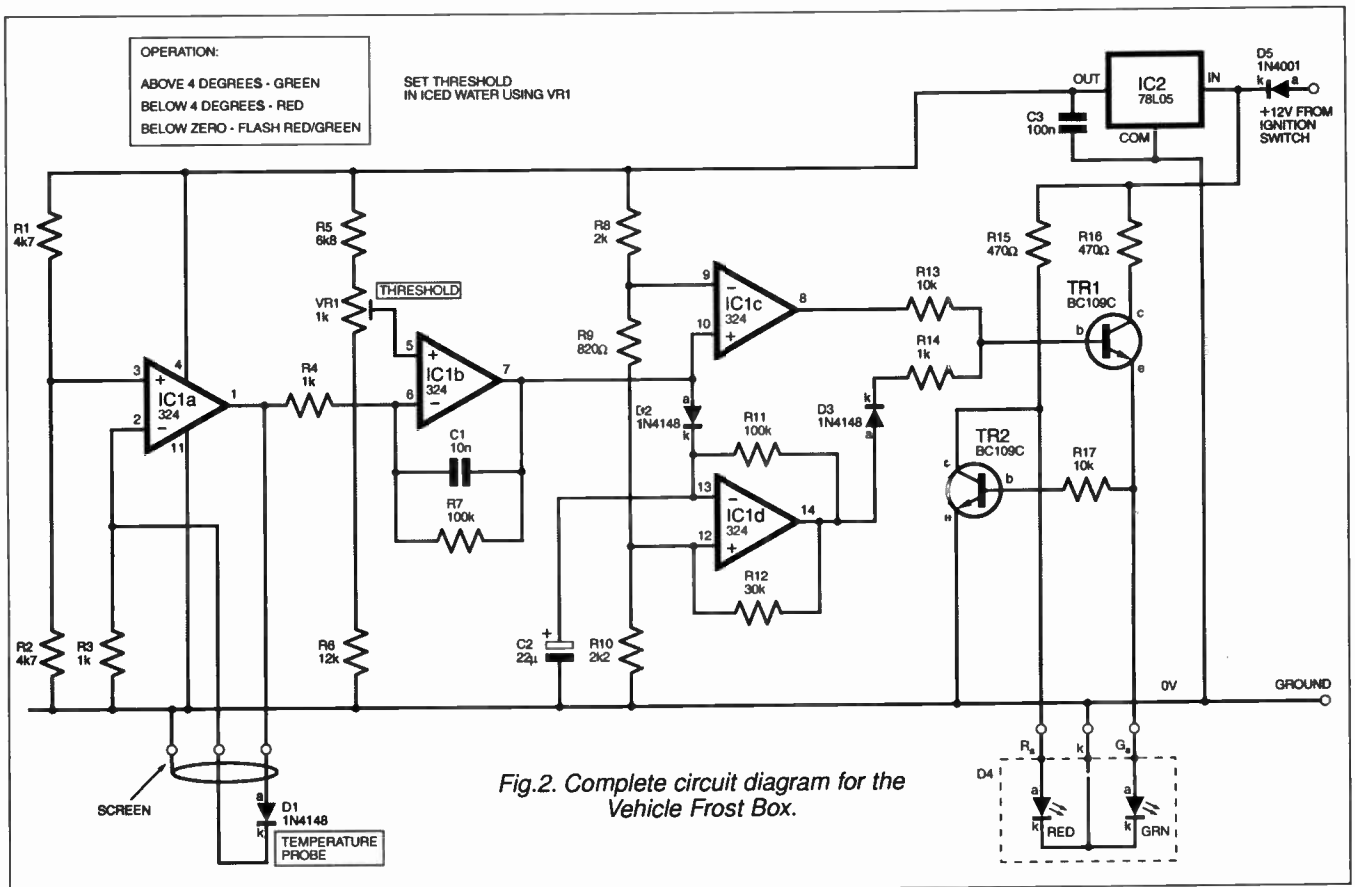 OPERATION:
ABOVE 4 DEGREES - GREEN
BELOW 4 DEGREES - RED
BELOW ZERO - FLASH RED/GREEN
SET THRESHOLD
IN ICED WATER USING VR1
OUT
IC2
78L05
IN
COM
D5
1N4001
k
a
+12V FROM
IGNITION
SWITCH
C3
100n
R1
4k7
R5
6k8
VR1
1k
THRESHOLD
R8
2k
R9
820Ω
R15
470Ω
R16
470Ω
TR1
BC109C
b
c
e
3
+
2
−
4
11
1
IC1a
324
R4
1k
5
+
6
−
7
IC1b
324
C1
10n
R7
100k
9
−
10
+
8
IC1c
324
R13
10k
R14
1k
a
D2
1N4148
k
R11
100k
k
D3
1N4148
a
13
−
12
+
14
IC1d
324
R12
30k
TR2
BC109C
c
b
e
R17
10k
R2
4k7
R3
1k
R6
12k
+
C2
22µ
R10
2k2
0V
GROUND
SCREEN
a
D1
1N4148
k
TEMPERATURE
PROBE
Fig.2. Complete circuit diagram for the
Vehicle Frost Box.
D4
Ra
k
Ga
a
k
RED
a
k
GRN